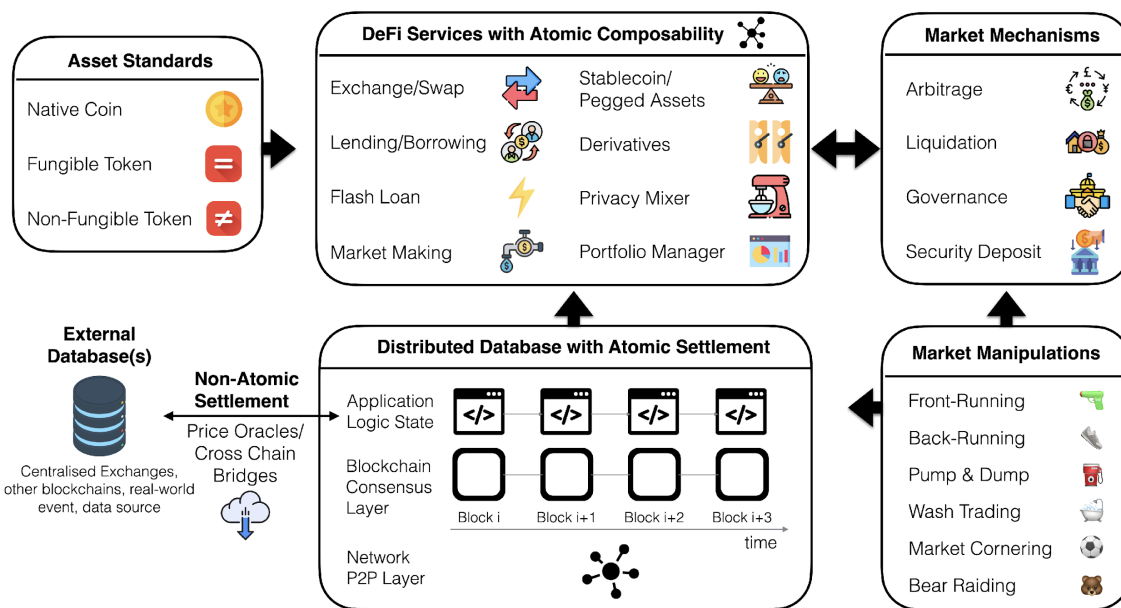 Asset Standards
Native Coin
Fungible Token
=
Non-Fungible Token
≠
DeFi Services with Atomic Composability
Exchange/Swap
Lending/Borrowing
Flash Loan
Market Making
Stablecoin/
Pegged Assets
Derivatives
Privacy Mixer
Portfolio Manager
Market Mechanisms
Arbitrage
Liquidation
Governance
Security Deposit
External
Database(s)
Centralised Exchanges,
other blockchains, real-world
event, data source
Non-Atomic
Settlement
Price Oracles/
Cross Chain
Bridges
Distributed Database with Atomic Settlement
Application
Logic State
</> </> </> </>
Blockchain
Consensus
Layer
Block i Block i+1 Block i+2 Block i+3
time
Network
P2P Layer
Market Manipulations
Front-Running
Back-Running
Pump & Dump
Wash Trading
Market Cornering
Bear Raiding